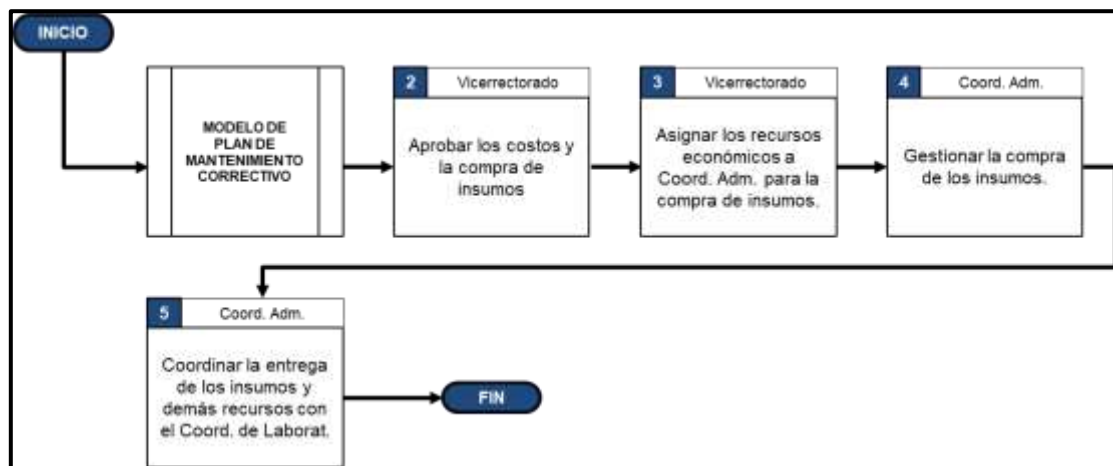 INICIO
MODELO DE
PLAN DE
MANTENIMIENTO
CORRECTIVO
2
Vicerrectorado
Aprobar los costos y
la compra de
insumos
3
Vicerrectorado
Asignar los recursos
económicos a
Coord. Adm. para la
compra de insumos.
4
Coord. Adm.
Gestionar la compra
de los insumos.
5
Coord. Adm.
Coordinar la entrega
de los insumos y
demás recursos con
el Coord. de Laborat.
FIN